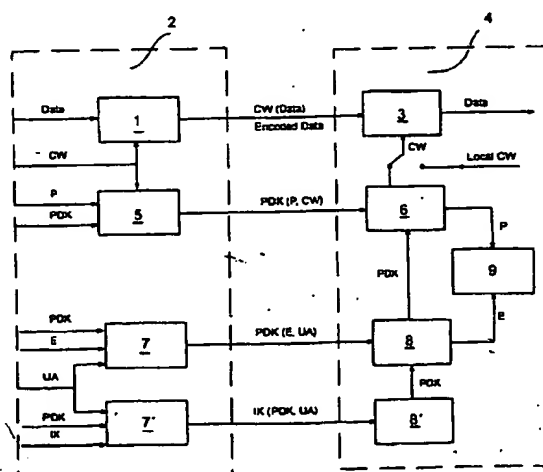 2
4
Data
1
CW (Data)
Encoded Data
3
Data
CW
CW
Local CW
P
PDK
5
PDK (P, CW)
6
P
PDK
9
PDK
E
7
PDK (E, UA)
8
E
UA
PDK
PDK
IK
7'
IK (PDK, UA)
8'